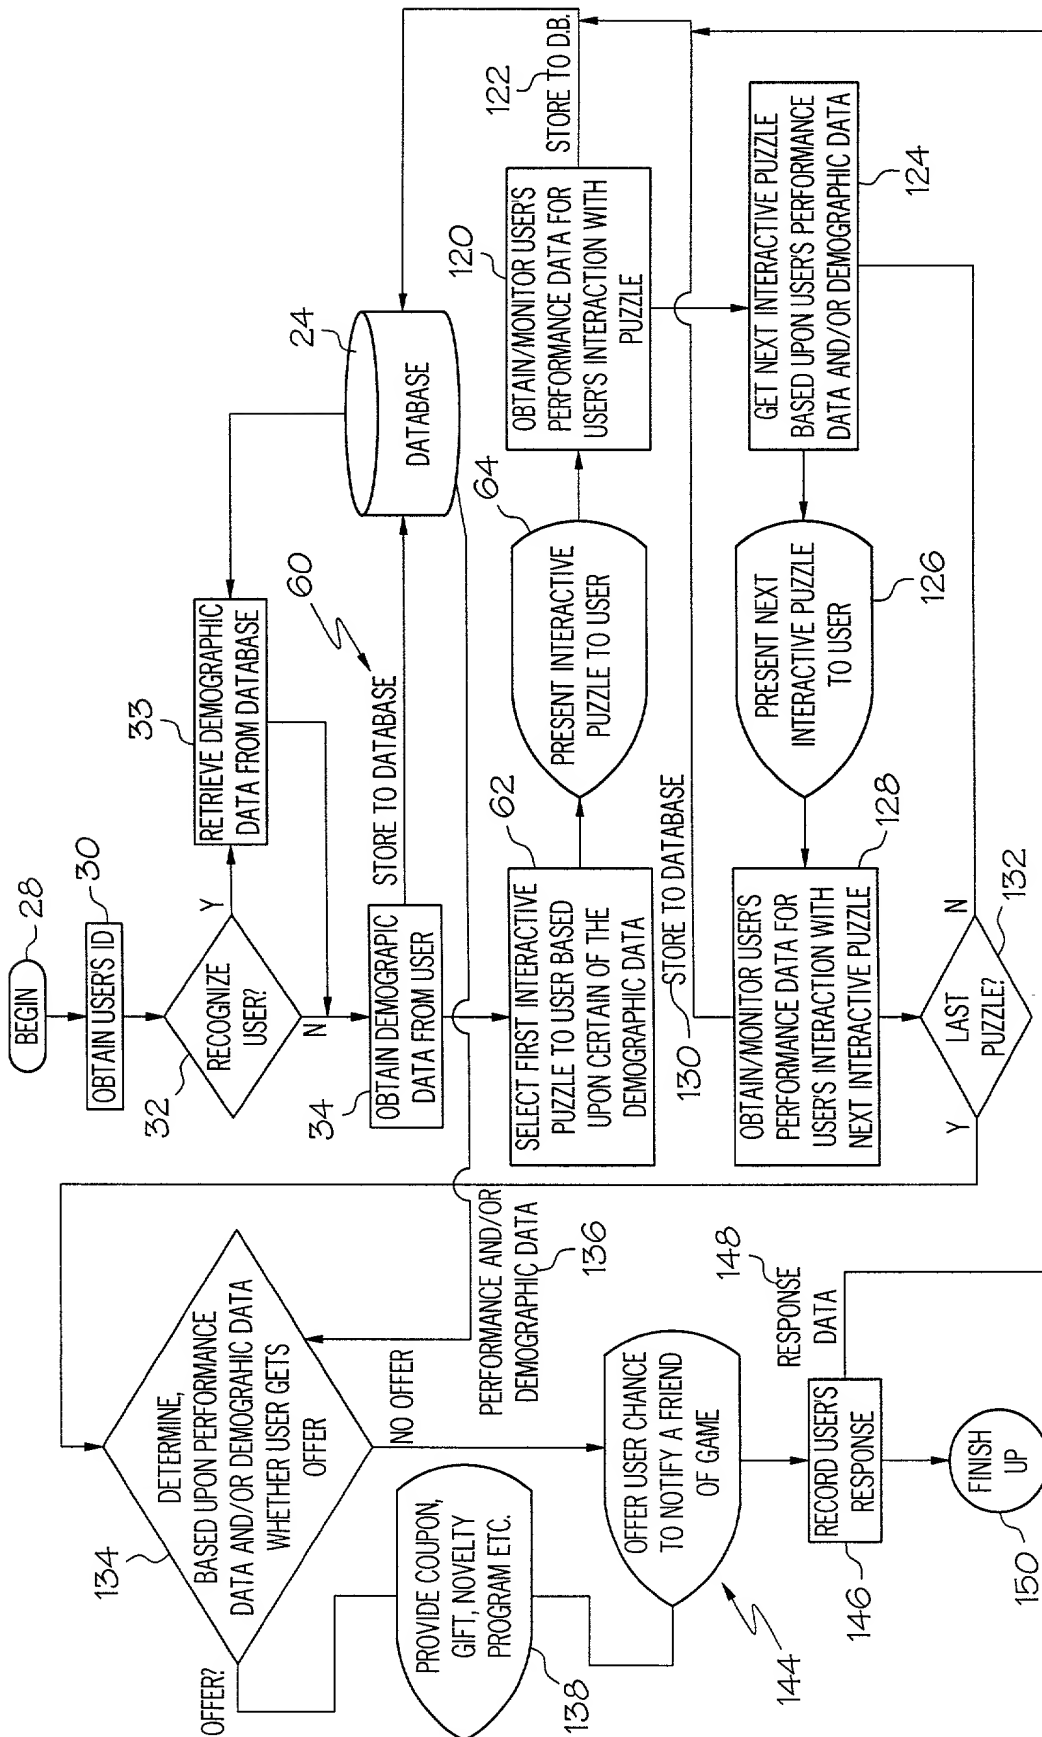 BEGIN
28
OBTAIN USER'S ID
30
RECOGNIZE
USER?
32
Y
N
RETRIEVE DEMOGRAPHIC
DATA FROM DATABASE
33
OBTAIN DEMOGRAPIC
DATA FROM USER
34
STORE TO DATABASE
60
DATABASE
24
SELECT FIRST INTERACTIVE
PUZZLE TO USER BASED
UPON CERTAIN OF THE
DEMOGRAPHIC DATA
62
PRESENT INTERACTIVE
PUZZLE TO USER
64
OBTAIN/MONITOR USER'S
PERFORMANCE DATA FOR
USER'S INTERACTION WITH
PUZZLE
120
STORE TO D.B.
122
GET NEXT INTERACTIVE PUZZLE
BASED UPON USER'S PERFORMANCE
DATA AND/OR DEMOGRAPHIC DATA
124
PRESENT NEXT
INTERACTIVE PUZZLE
TO USER
126
OBTAIN/MONITOR USER'S
PERFORMANCE DATA FOR
USER'S INTERACTION WITH
NEXT INTERACTIVE PUZZLE
128
STORE TO DATABASE
130
LAST
PUZZLE?
132
N
Y
DETERMINE,
BASED UPON PERFORMANCE
DATA AND/OR DEMOGRAHIC DATA
WHETHER USER GETS
OFFER
134
PERFORMANCE AND/OR
DEMOGRAPHIC DATA
136
OFFER?
NO OFFER
PROVIDE COUPON,
GIFT, NOVELTY
PROGRAM ETC.
138
OFFER USER CHANCE
TO NOTIFY A FRIEND
OF GAME
144
RECORD USER'S
RESPONSE
146
RESPONSE
DATA
148
FINISH
UP
150